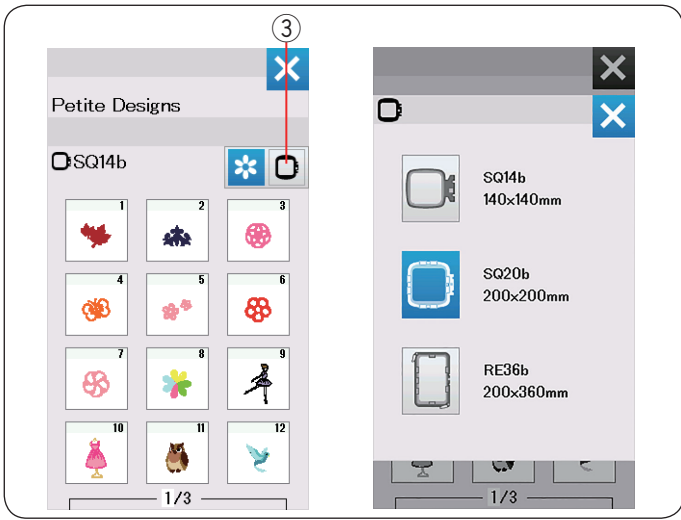 ③
Petite Designs
SQ14b
1 2 3
4 5 6
7 8 9
10 11 12
1/3
SQ14b
140×140mm
SQ20b
200×200mm
RE36b
200×360mm
1/3